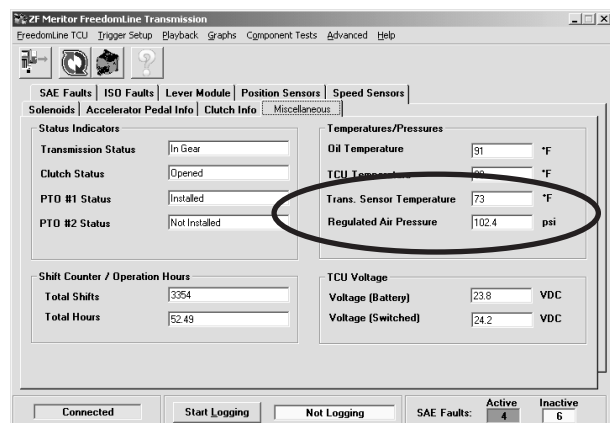 ZF Meritor FreedomLine Transmission
FreedomLine TCU Trigger Setup Playback Graphs Component Tests Advanced Help
SAE Faults ISO Faults Lever Module Position Sensors Speed Sensors
Solenoids Accelerator Pedal Info Clutch Info Miscellaneous
Status Indicators
Transmission Status In Gear
Clutch Status Opened
PTO #1 Status Installed
PTO #2 Status Not Installed
Temperatures/Pressures
Oil Temperature 91 °F
TCU Temperature °F
Trans. Sensor Temperature 73 °F
Regulated Air Pressure 102.4 psi
Shift Counter / Operation Hours
Total Shifts 3354
Total Hours 52.49
TCU Voltage
Voltage (Battery) 23.8 VDC
Voltage (Switched) 24.2 VDC
Connected Start Logging Not Logging SAE Faults: Active 4 Inactive 6